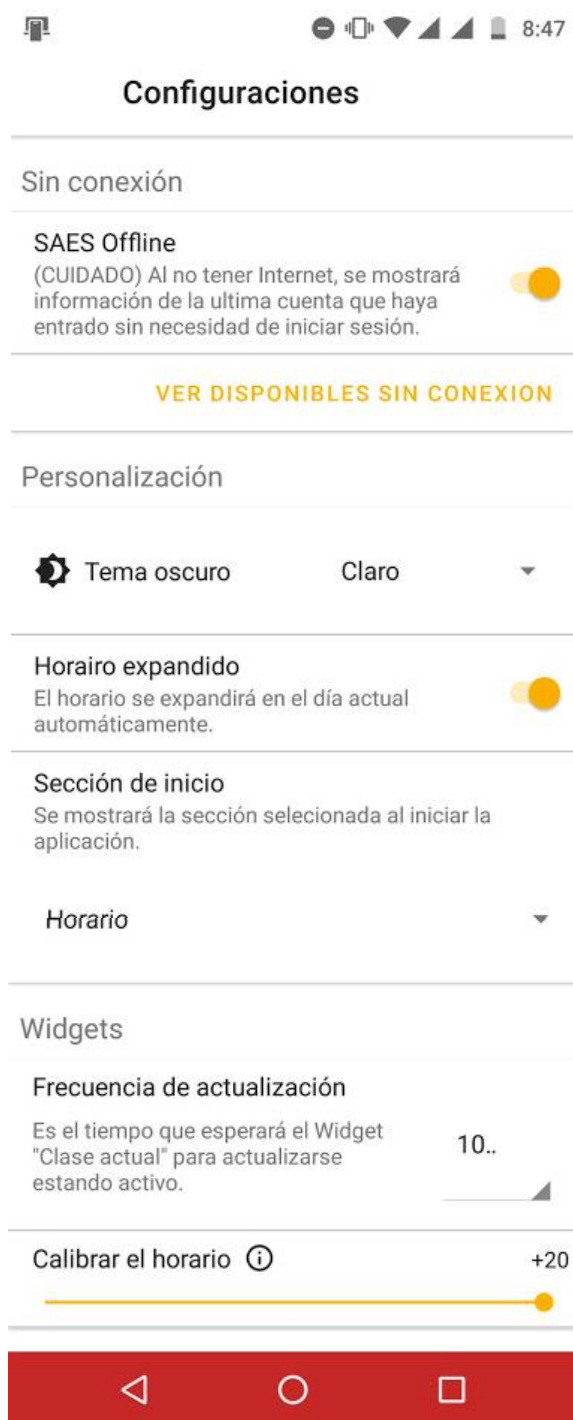 8:47
Configuraciones
Sin conexión
SAES Offline
(CUIDADO) Al no tener Internet, se mostrará
información de la ultima cuenta que haya
entrado sin necesidad de iniciar sesión.
VER DISPONIBLES SIN CONEXION
Personalización
Tema oscuro Claro
Horairo expandido
El horario se expandirá en el día actual
automáticamente.
Sección de inicio
Se mostrará la sección selecionada al iniciar la
aplicación.
Horario
Widgets
Frecuencia de actualización
Es el tiempo que esperará el Widget
"Clase actual" para actualizarse
estando activo.
10..
Calibrar el horario +20